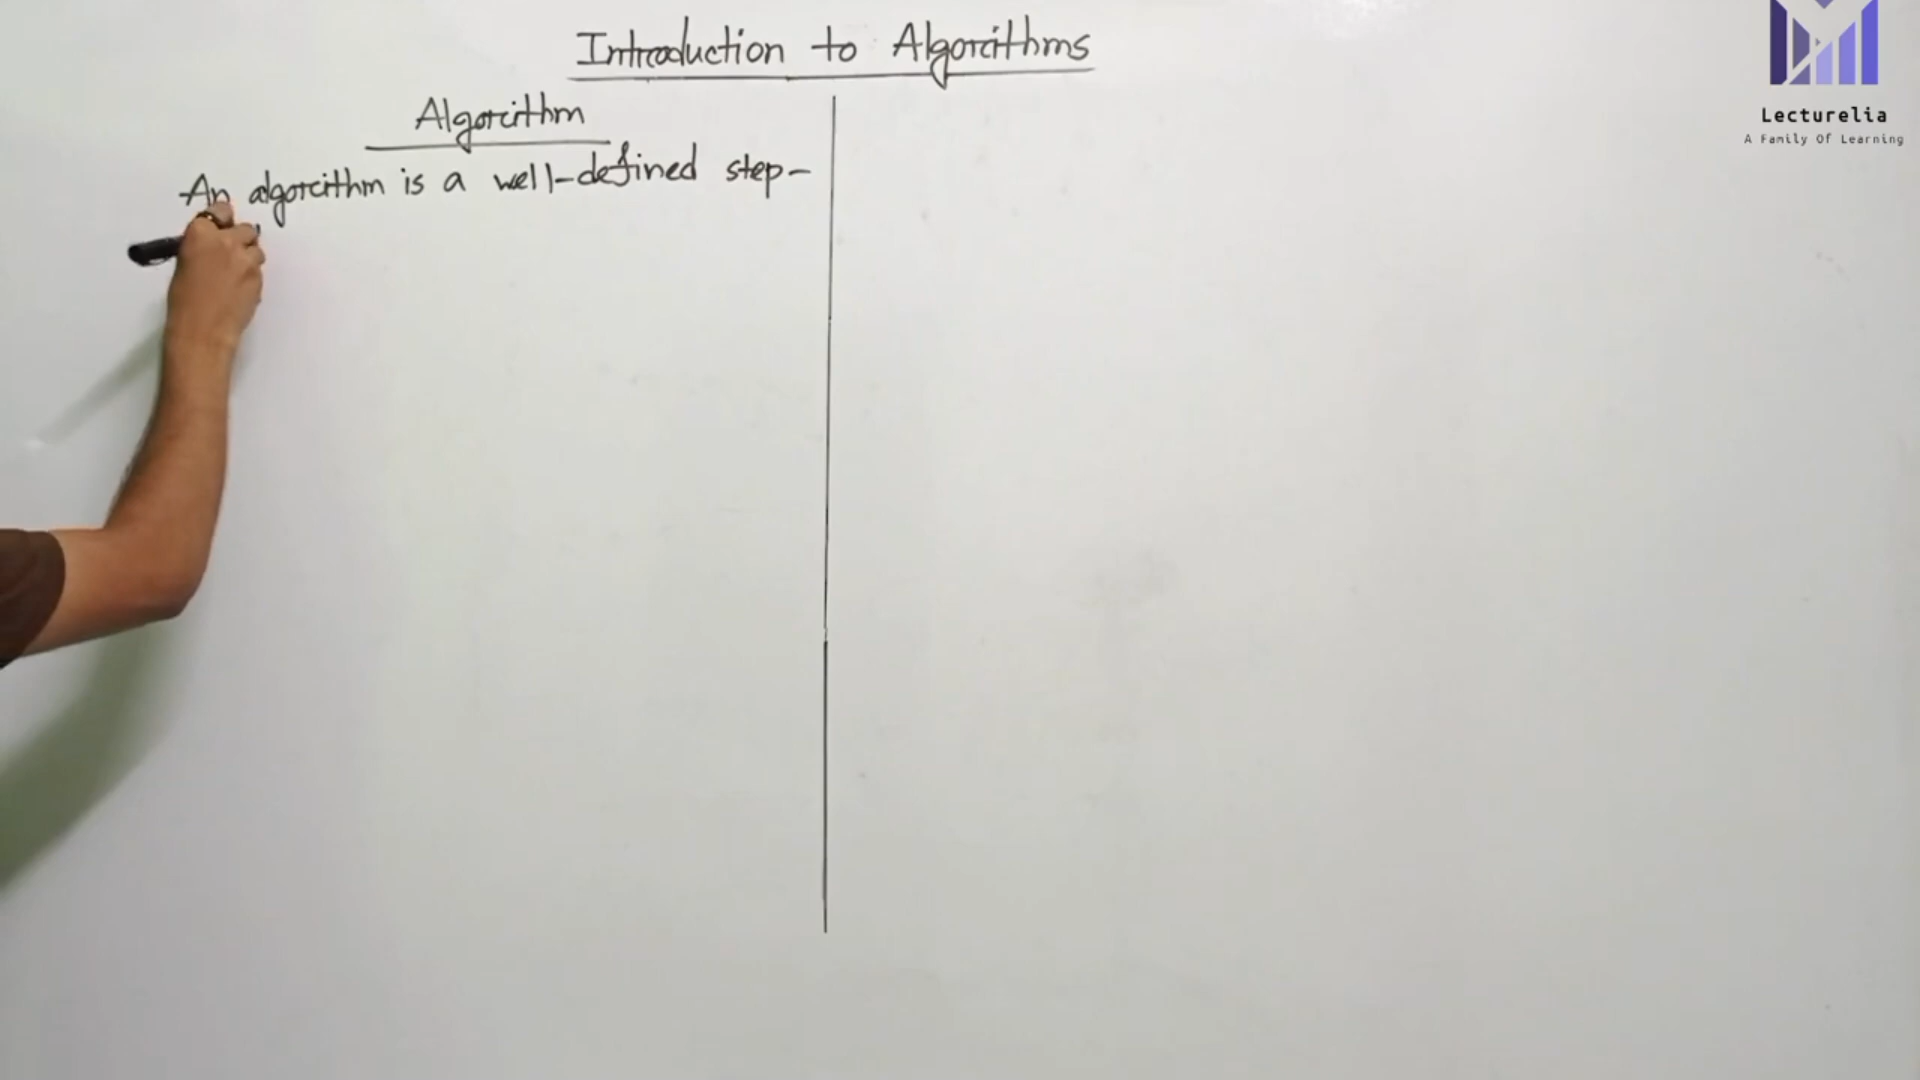 Introduction to Algorithms
Algorithm
An algorithm is a well-defined step-
Lecturelia
A Family Of Learning